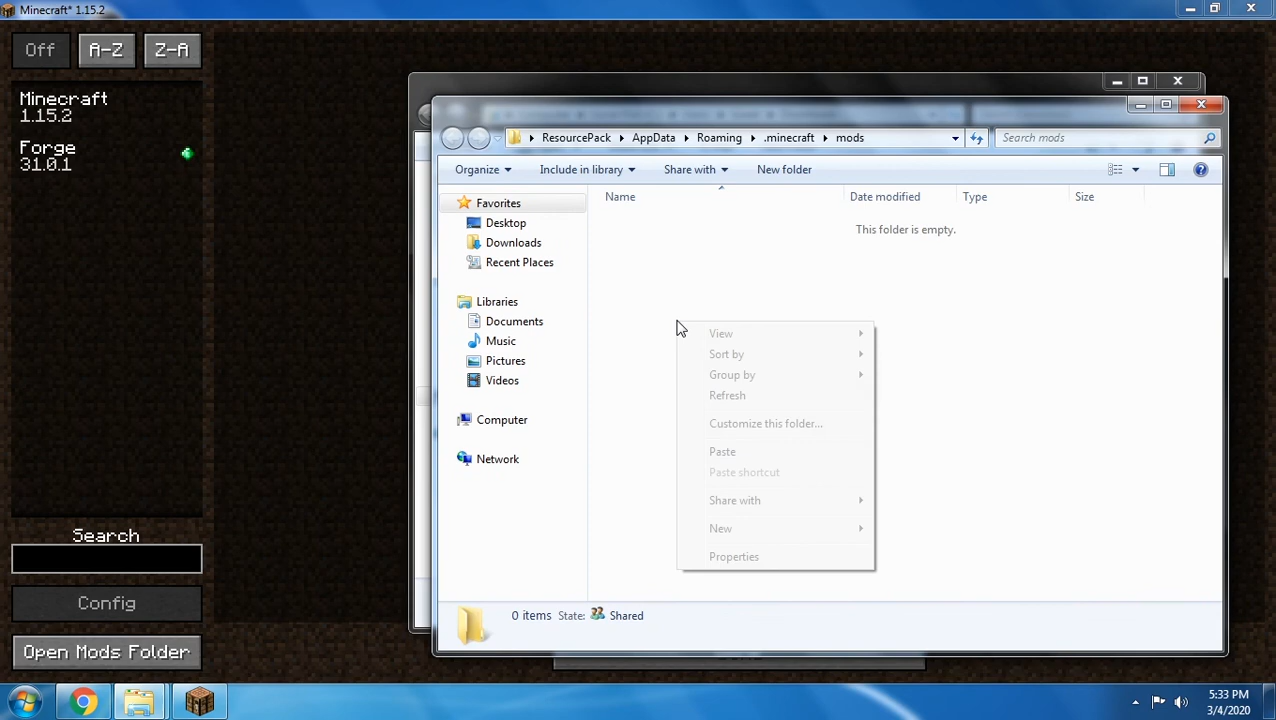 Minecraft* 1.15.2
Off
A-Z
Z-A
Minecraft
1.15.2
Forge
31.0.1
Search
Config
Open Mods Folder
ResourcePack
AppData
Roaming
.minecraft
mods
Search mods
Organize
Include in library
Share with
New folder
Favorites
Desktop
Downloads
Recent Places
Libraries
Documents
Music
Pictures
Videos
Computer
Network
Name
Date modified
Type
Size
This folder is empty.
View
Sort by
Group by
Refresh
Customize this folder...
Paste
Paste shortcut
Share with
New
Properties
0 items State: Shared
5:33 PM
3/4/2020